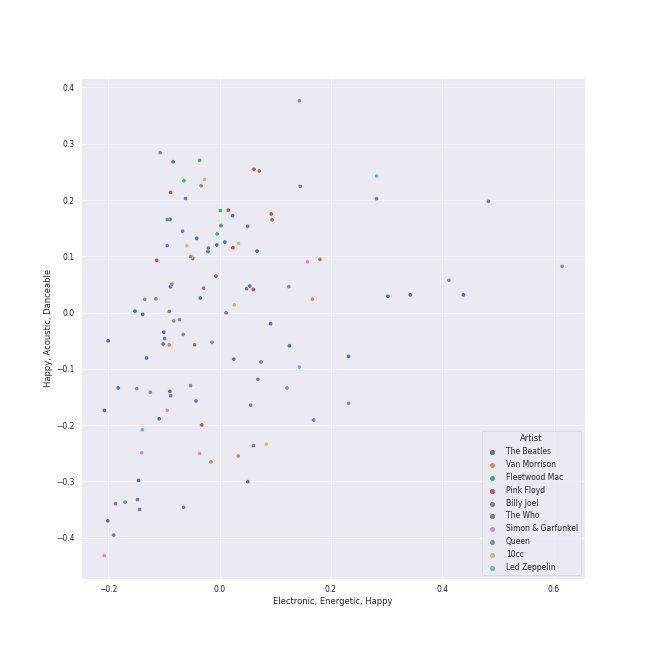 0.4
0.3
0.2
0.1
0.0
−0.1
−0.2
−0.3
−0.4
Happy, Acoustic, Danceable
−0.2 0.0 0.2 0.4 0.6
Electronic, Energetic, Happy
Artist
The Beatles
Van Morrison
Fleetwood Mac
Pink Floyd
Billy Joel
The Who
Simon & Garfunkel
Queen
10cc
Led Zeppelin